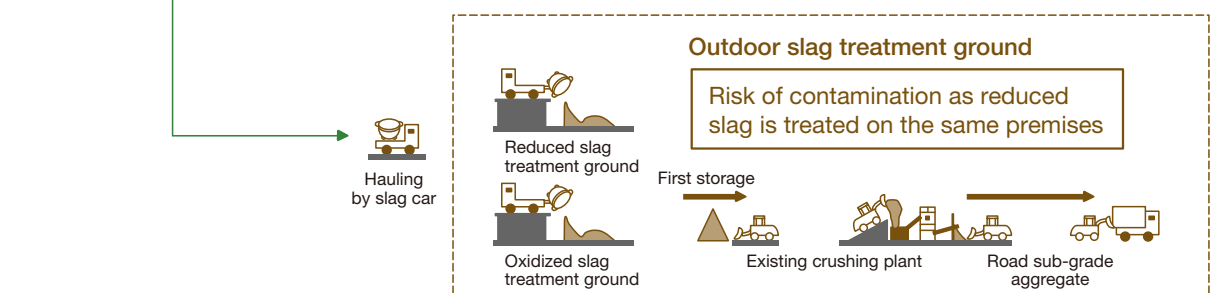 Outdoor slag treatment ground
Risk of contamination as reduced
slag is treated on the same premises
Reduced slag
treatment ground
Hauling
by slag car
First storage
Oxidized slag
treatment ground
Existing crushing plant
Road sub-grade
aggregate